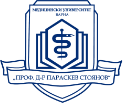 МЕДИЦИНСКИ УНИВЕРСИТЕТ
ВАРНА
„ПРОФ. Д-Р ПАРАСКЕВ СТОЯНОВ“